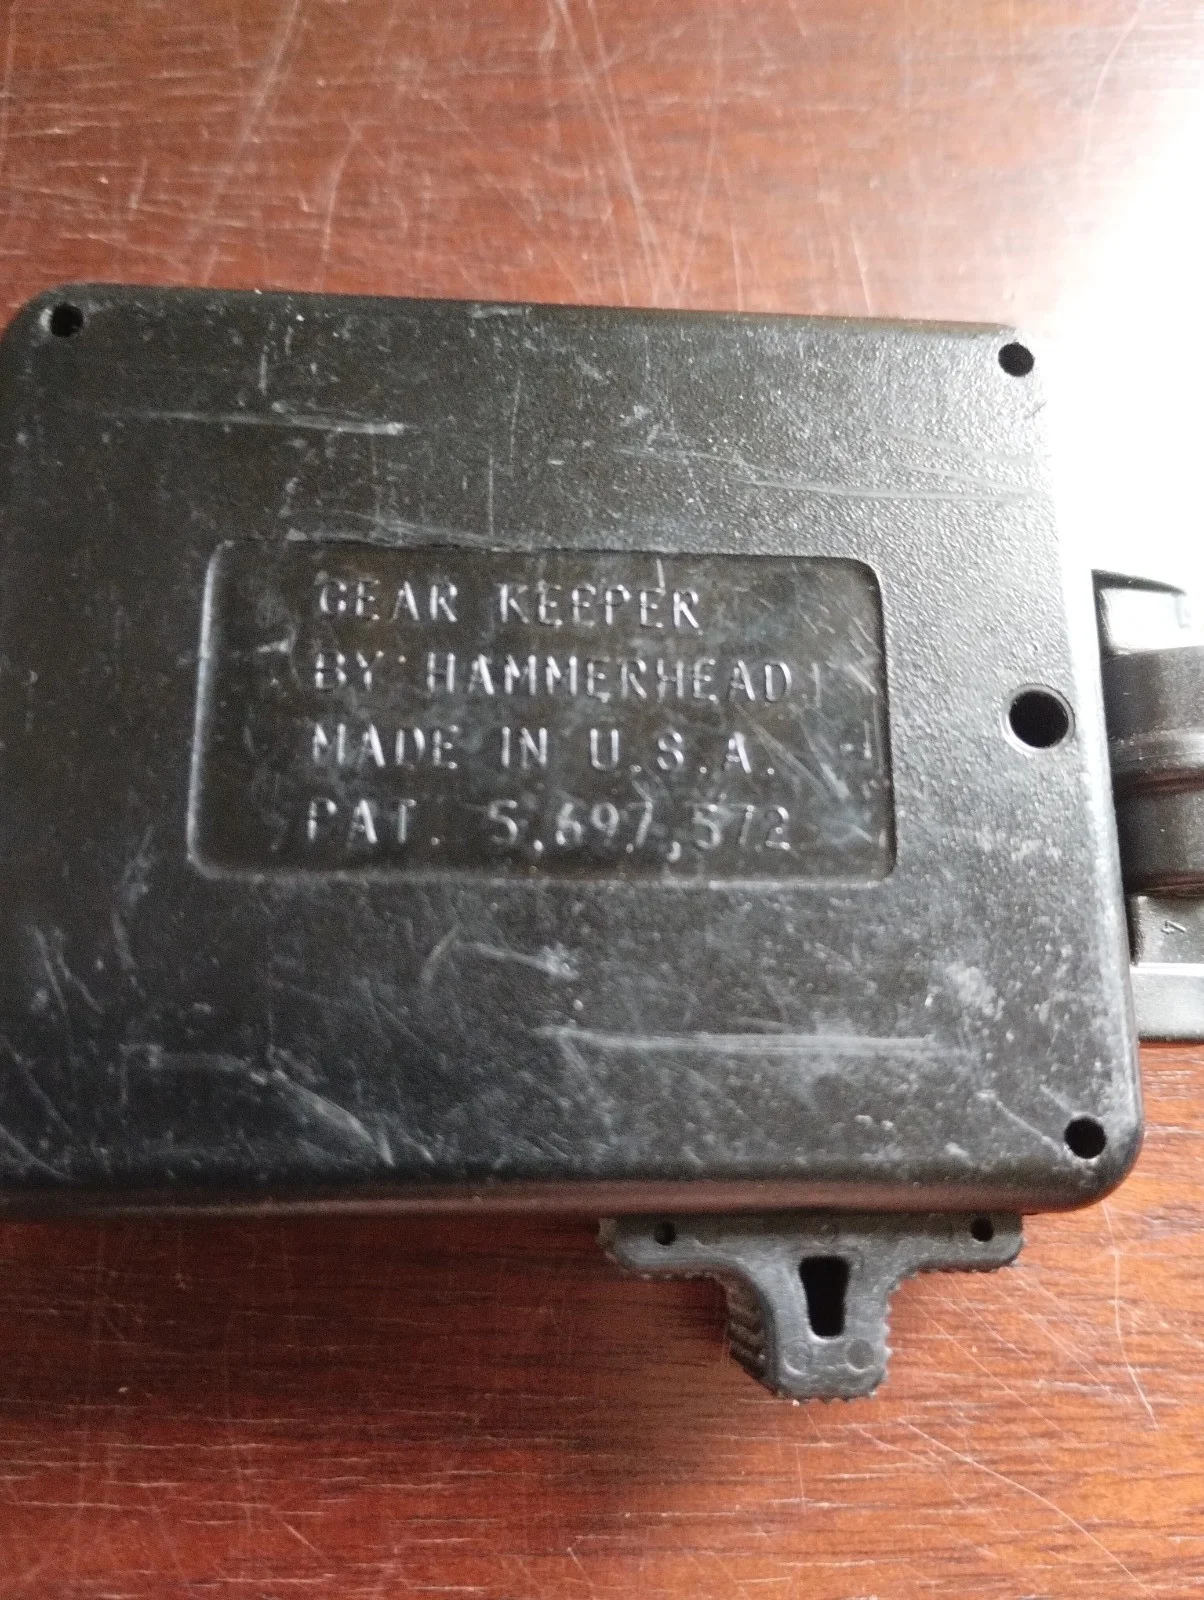 GEAR KEEPER
BY HAMMERHEAD
MADE IN U.S.A.
PAT. 5,697,572